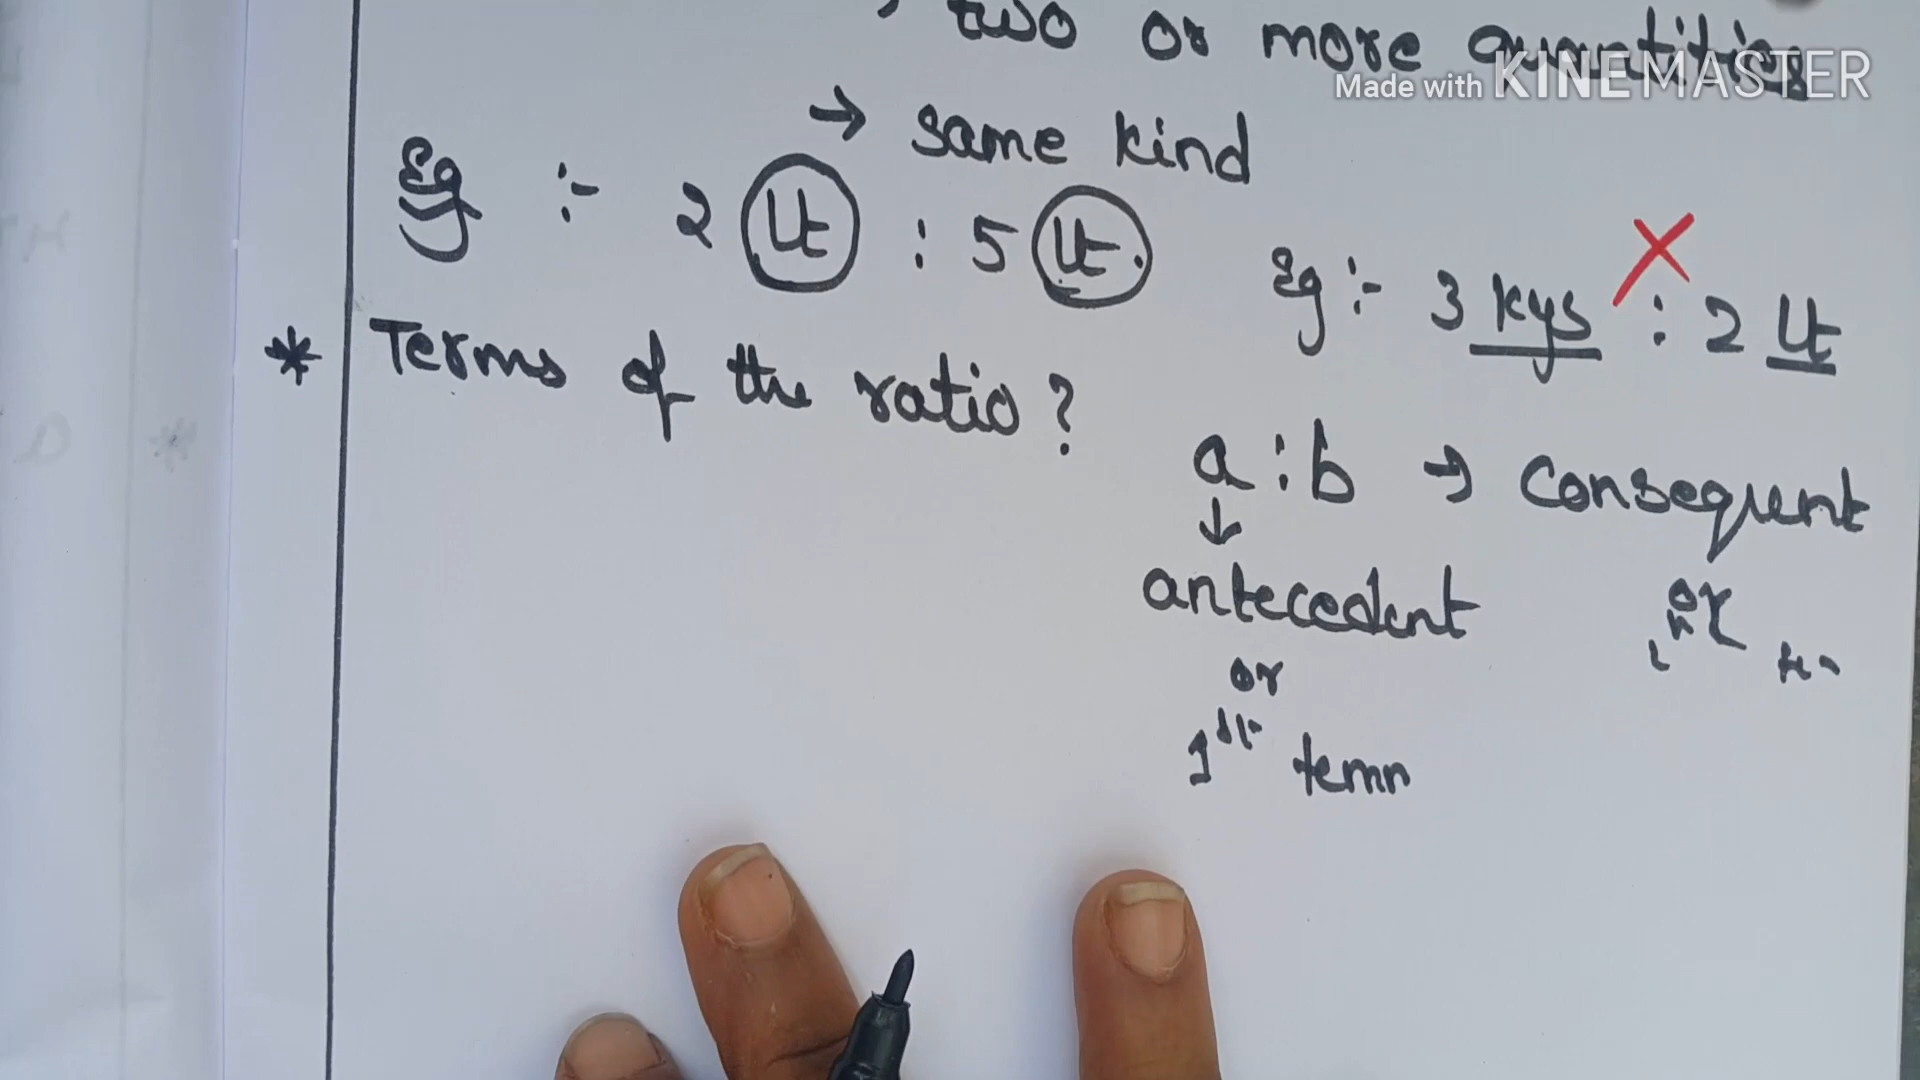 two or more quantities
Made with KINEMASTER
→ same kind
Eg :- 2 lt : 5 lt.
Eg :- 3 kgs : 2 lt
* Terms of the ratio?
a : b → Consequent
↓
antecedent
or
or
1st term